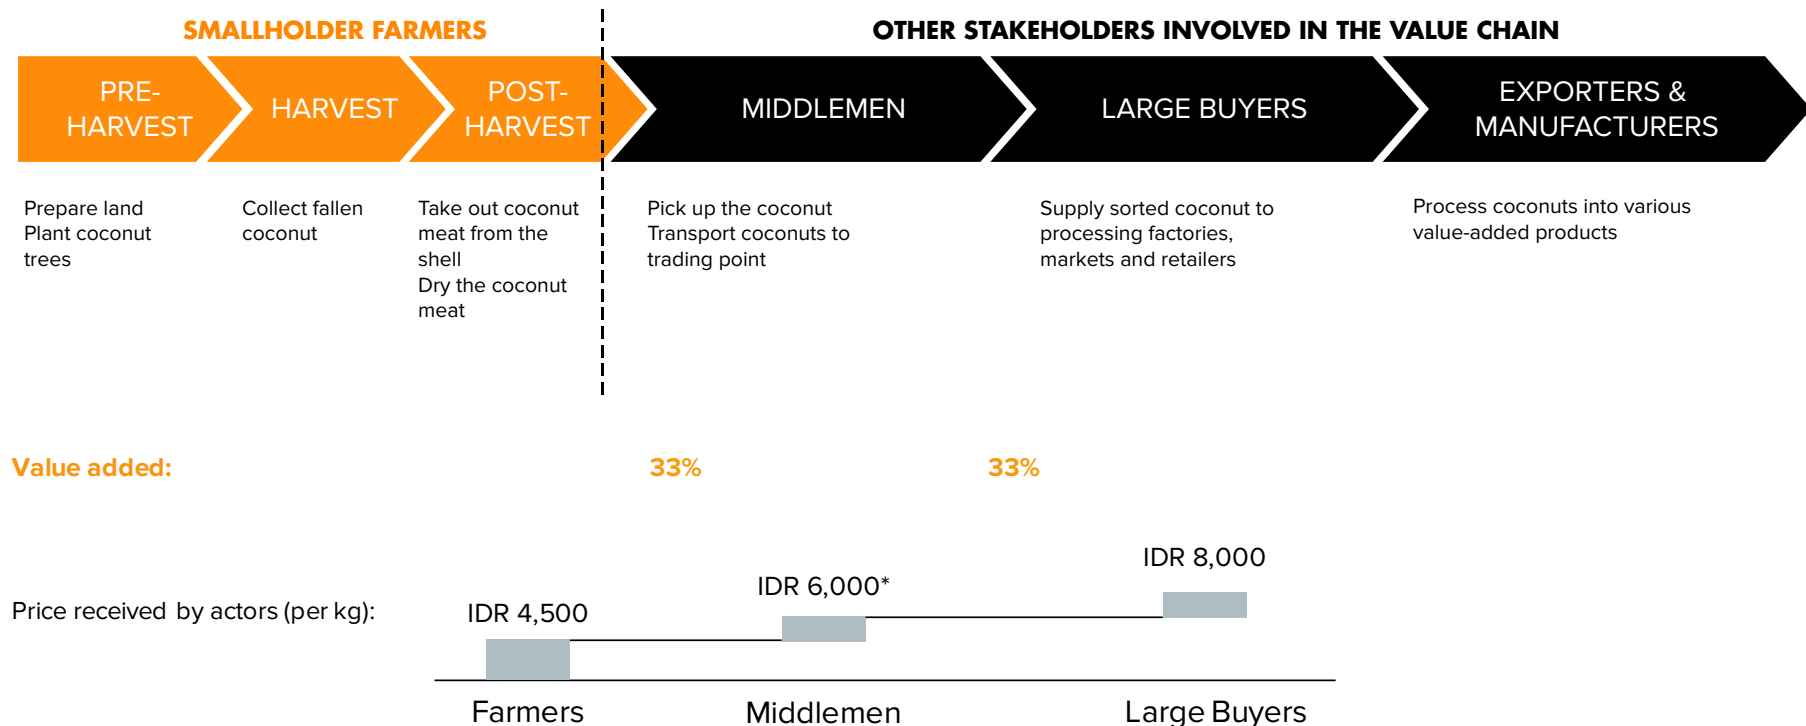 SMALLHOLDER FARMERS
OTHER STAKEHOLDERS INVOLVED IN THE VALUE CHAIN
PRE-
HARVEST
HARVEST
POST-
HARVEST
MIDDLEMEN
LARGE BUYERS
EXPORTERS &
MANUFACTURERS
Prepare land
Plant coconut
trees
Collect fallen
coconut
Take out coconut
meat from the
shell
Dry the coconut
meat
Pick up the coconut
Transport coconuts to
trading point
Supply sorted coconut to
processing factories,
markets and retailers
Process coconuts into various
value-added products
Value added:
33%
33%
Price received by actors (per kg):
IDR 4,500
IDR 6,000*
IDR 8,000
Farmers
Middlemen
Large Buyers